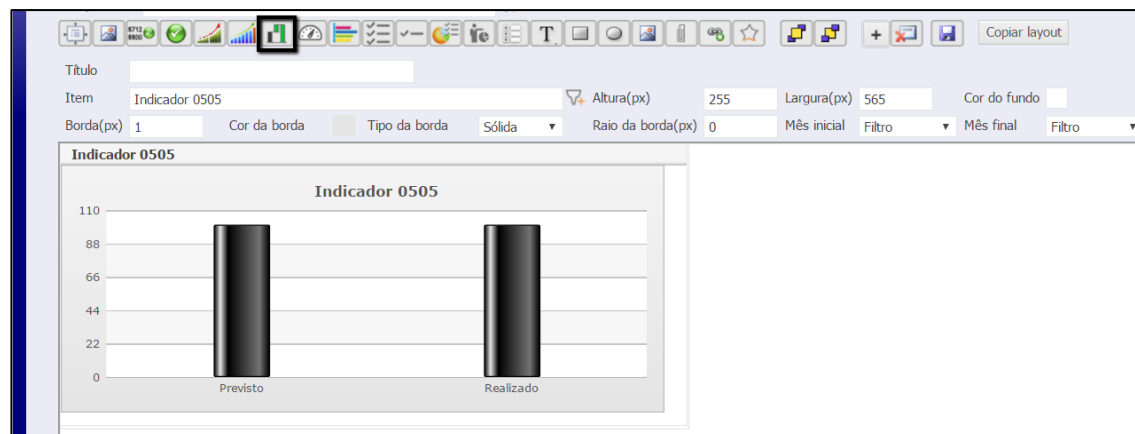 8712
8800
T
Copiar layout
Título
Item Indicador 0505 Altura(px) 255 Largura(px) 565 Cor do fundo
Borda(px) 1 Cor da borda Tipo da borda Sólida Raio da borda(px) 0 Mês inicial Filtro Mês final Filtro
Indicador 0505
Indicador 0505
110
88
66
44
22
0
Previsto Realizado